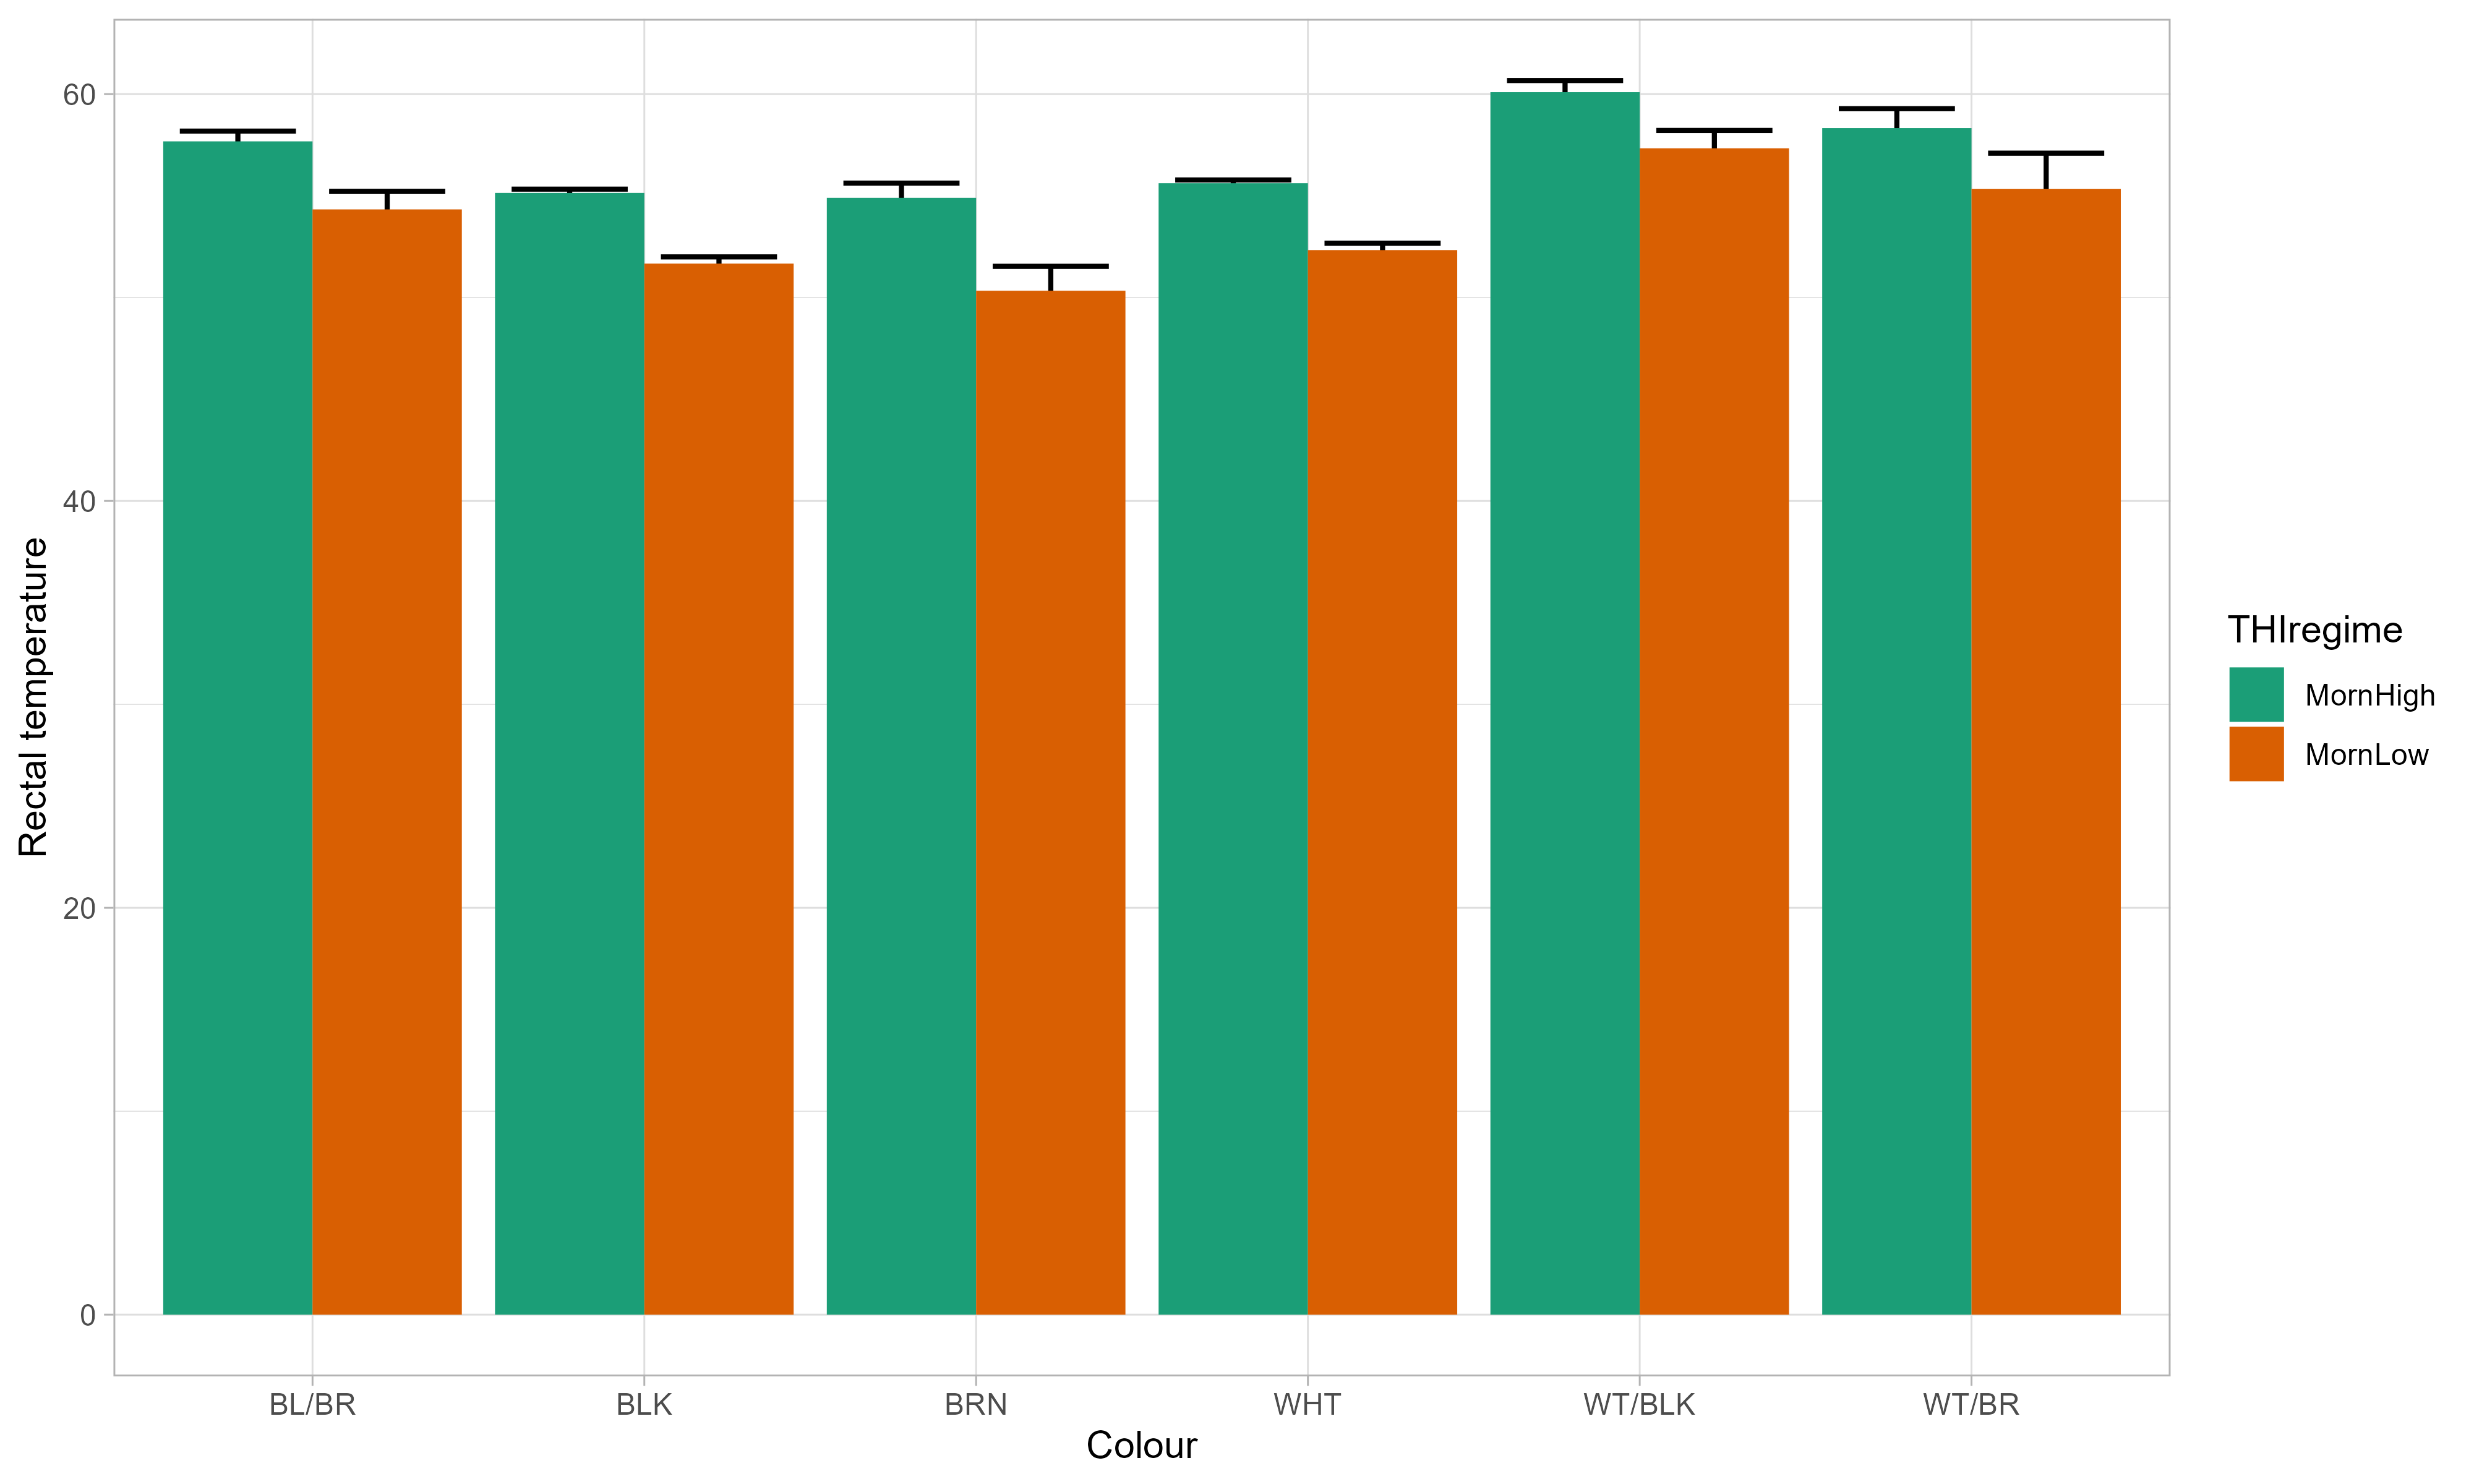 60
40
20
0
Rectal temperature
BL/BR BLK BRN WHT WT/BLK WT/BR
Colour
THIregime
MornHigh
MornLow